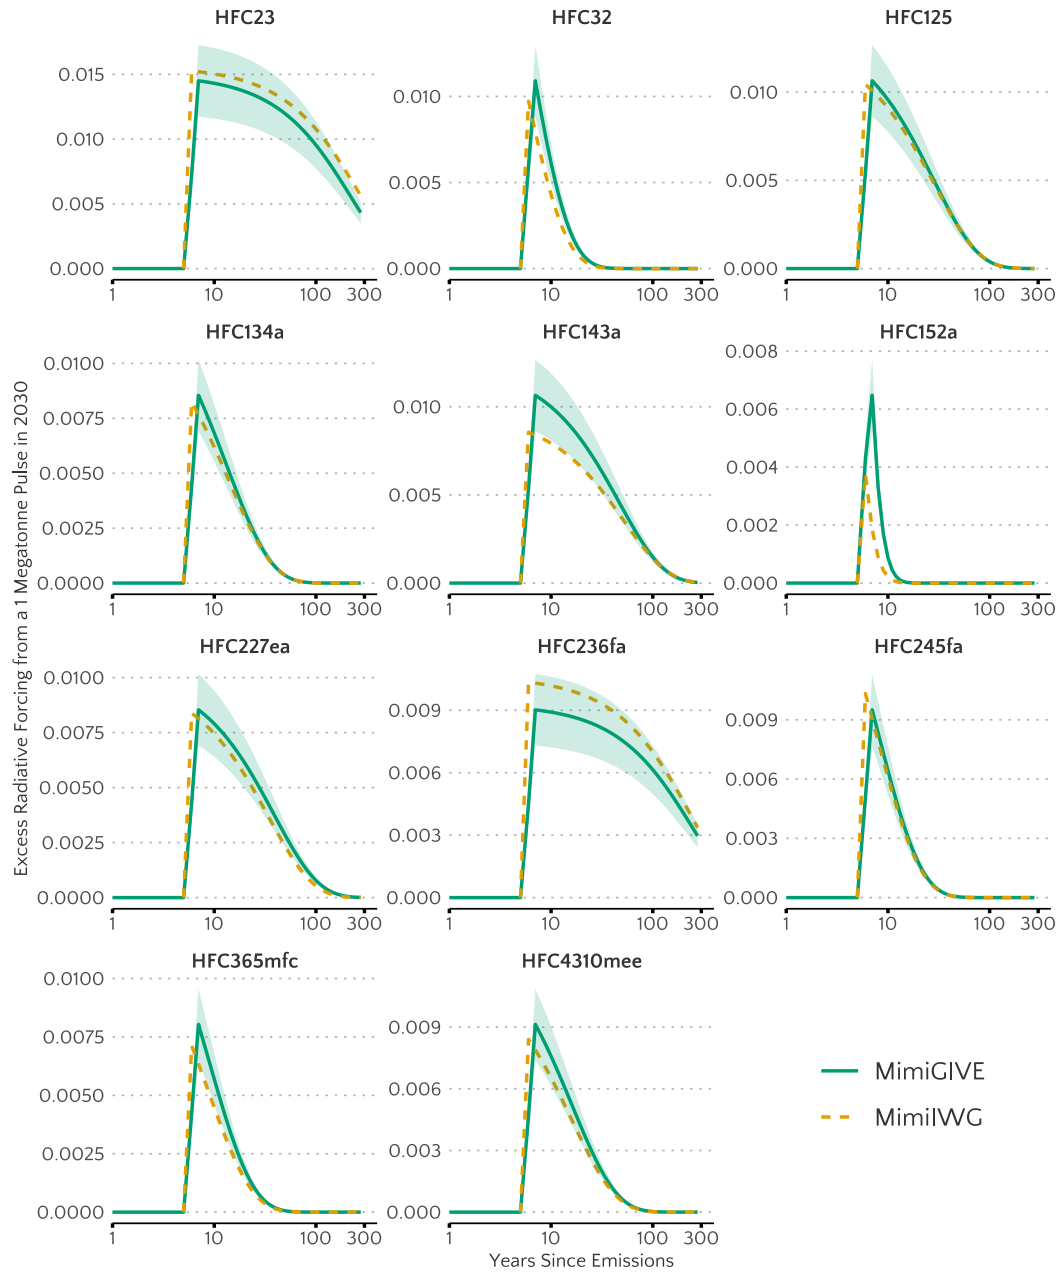 HFC23 HFC32 HFC125
0.015
0.010
0.005
0.000
0.010
0.005
0.000
0.010
0.005
0.000
1 10 100 300
1 10 100 300
1 10 100 300
HFC134a HFC143a HFC152a
0.0100
0.0075
0.0050
0.0025
0.0000
0.010
0.005
0.000
0.008
0.006
0.004
0.002
0.000
1 10 100 300
1 10 100 300
1 10 100 300
Excess Radiative Forcing from a 1 Megatonne Pulse in 2030
HFC227ea HFC236fa HFC245fa
0.0100
0.0075
0.0050
0.0025
0.0000
0.009
0.006
0.003
0.000
0.009
0.006
0.003
0.000
1 10 100 300
1 10 100 300
1 10 100 300
HFC365mfc HFC4310mee
0.0100
0.0075
0.0050
0.0025
0.0000
0.009
0.006
0.003
0.000
1 10 100 300
1 10 100 300
MimiGIVE
MimiIWG
Years Since Emissions